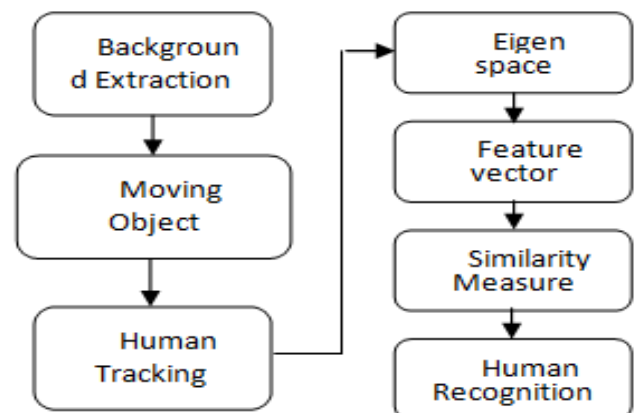 Backgroun
d Extraction
Moving
Object
Human
Tracking
Eigen
space
Feature
vector
Similarity
Measure
Human
Recognition